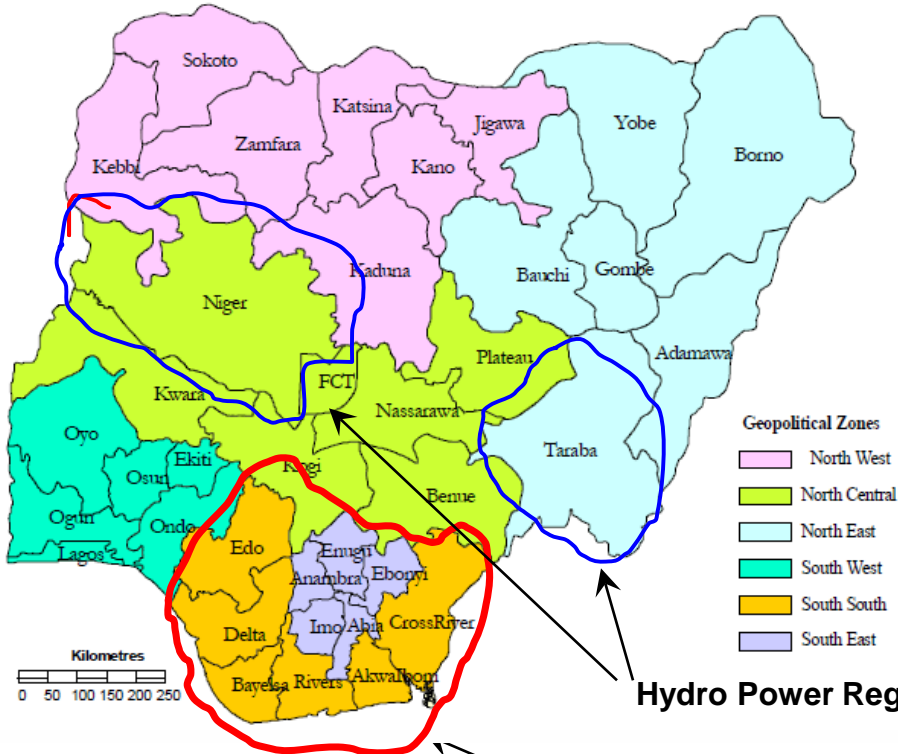 Sokoto
Katsina
Jigawa
Yobe
Zamfara
Kano
Borno
Kebbi
Kaduna
Bauchi
Gombe
Niger
Adamawa
Plateau
FCT
Kwara
Nassarawa
Taraba
Oyo
Ekiti
Osun
Kogi
Benue
Ogun
Ondo
Lagos
Edo
Enugu
Anambra
Ebonyi
Delta
Imo
Abia
CrossRiver
Bayelsa
Rivers
AkwaIbom
Geopolitical Zones
North West
North Central
North East
South West
South South
South East
Kilometres
0 50 100 150 200 250
Hydro Power Reg